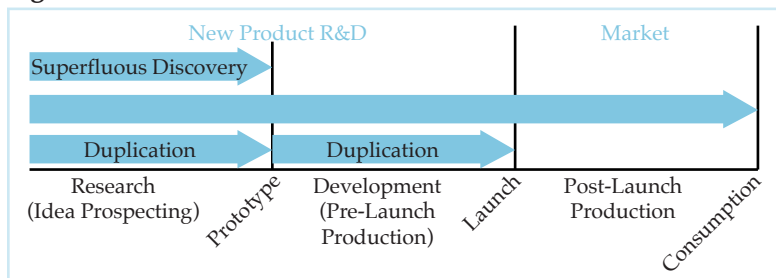 New Product R&D
Market
Superfluous Discovery
Duplication
Duplication
Research
(Idea Prospecting)
Prototype
Development
(Pre-Launch
Production)
Launch
Post-Launch
Production
Consumption